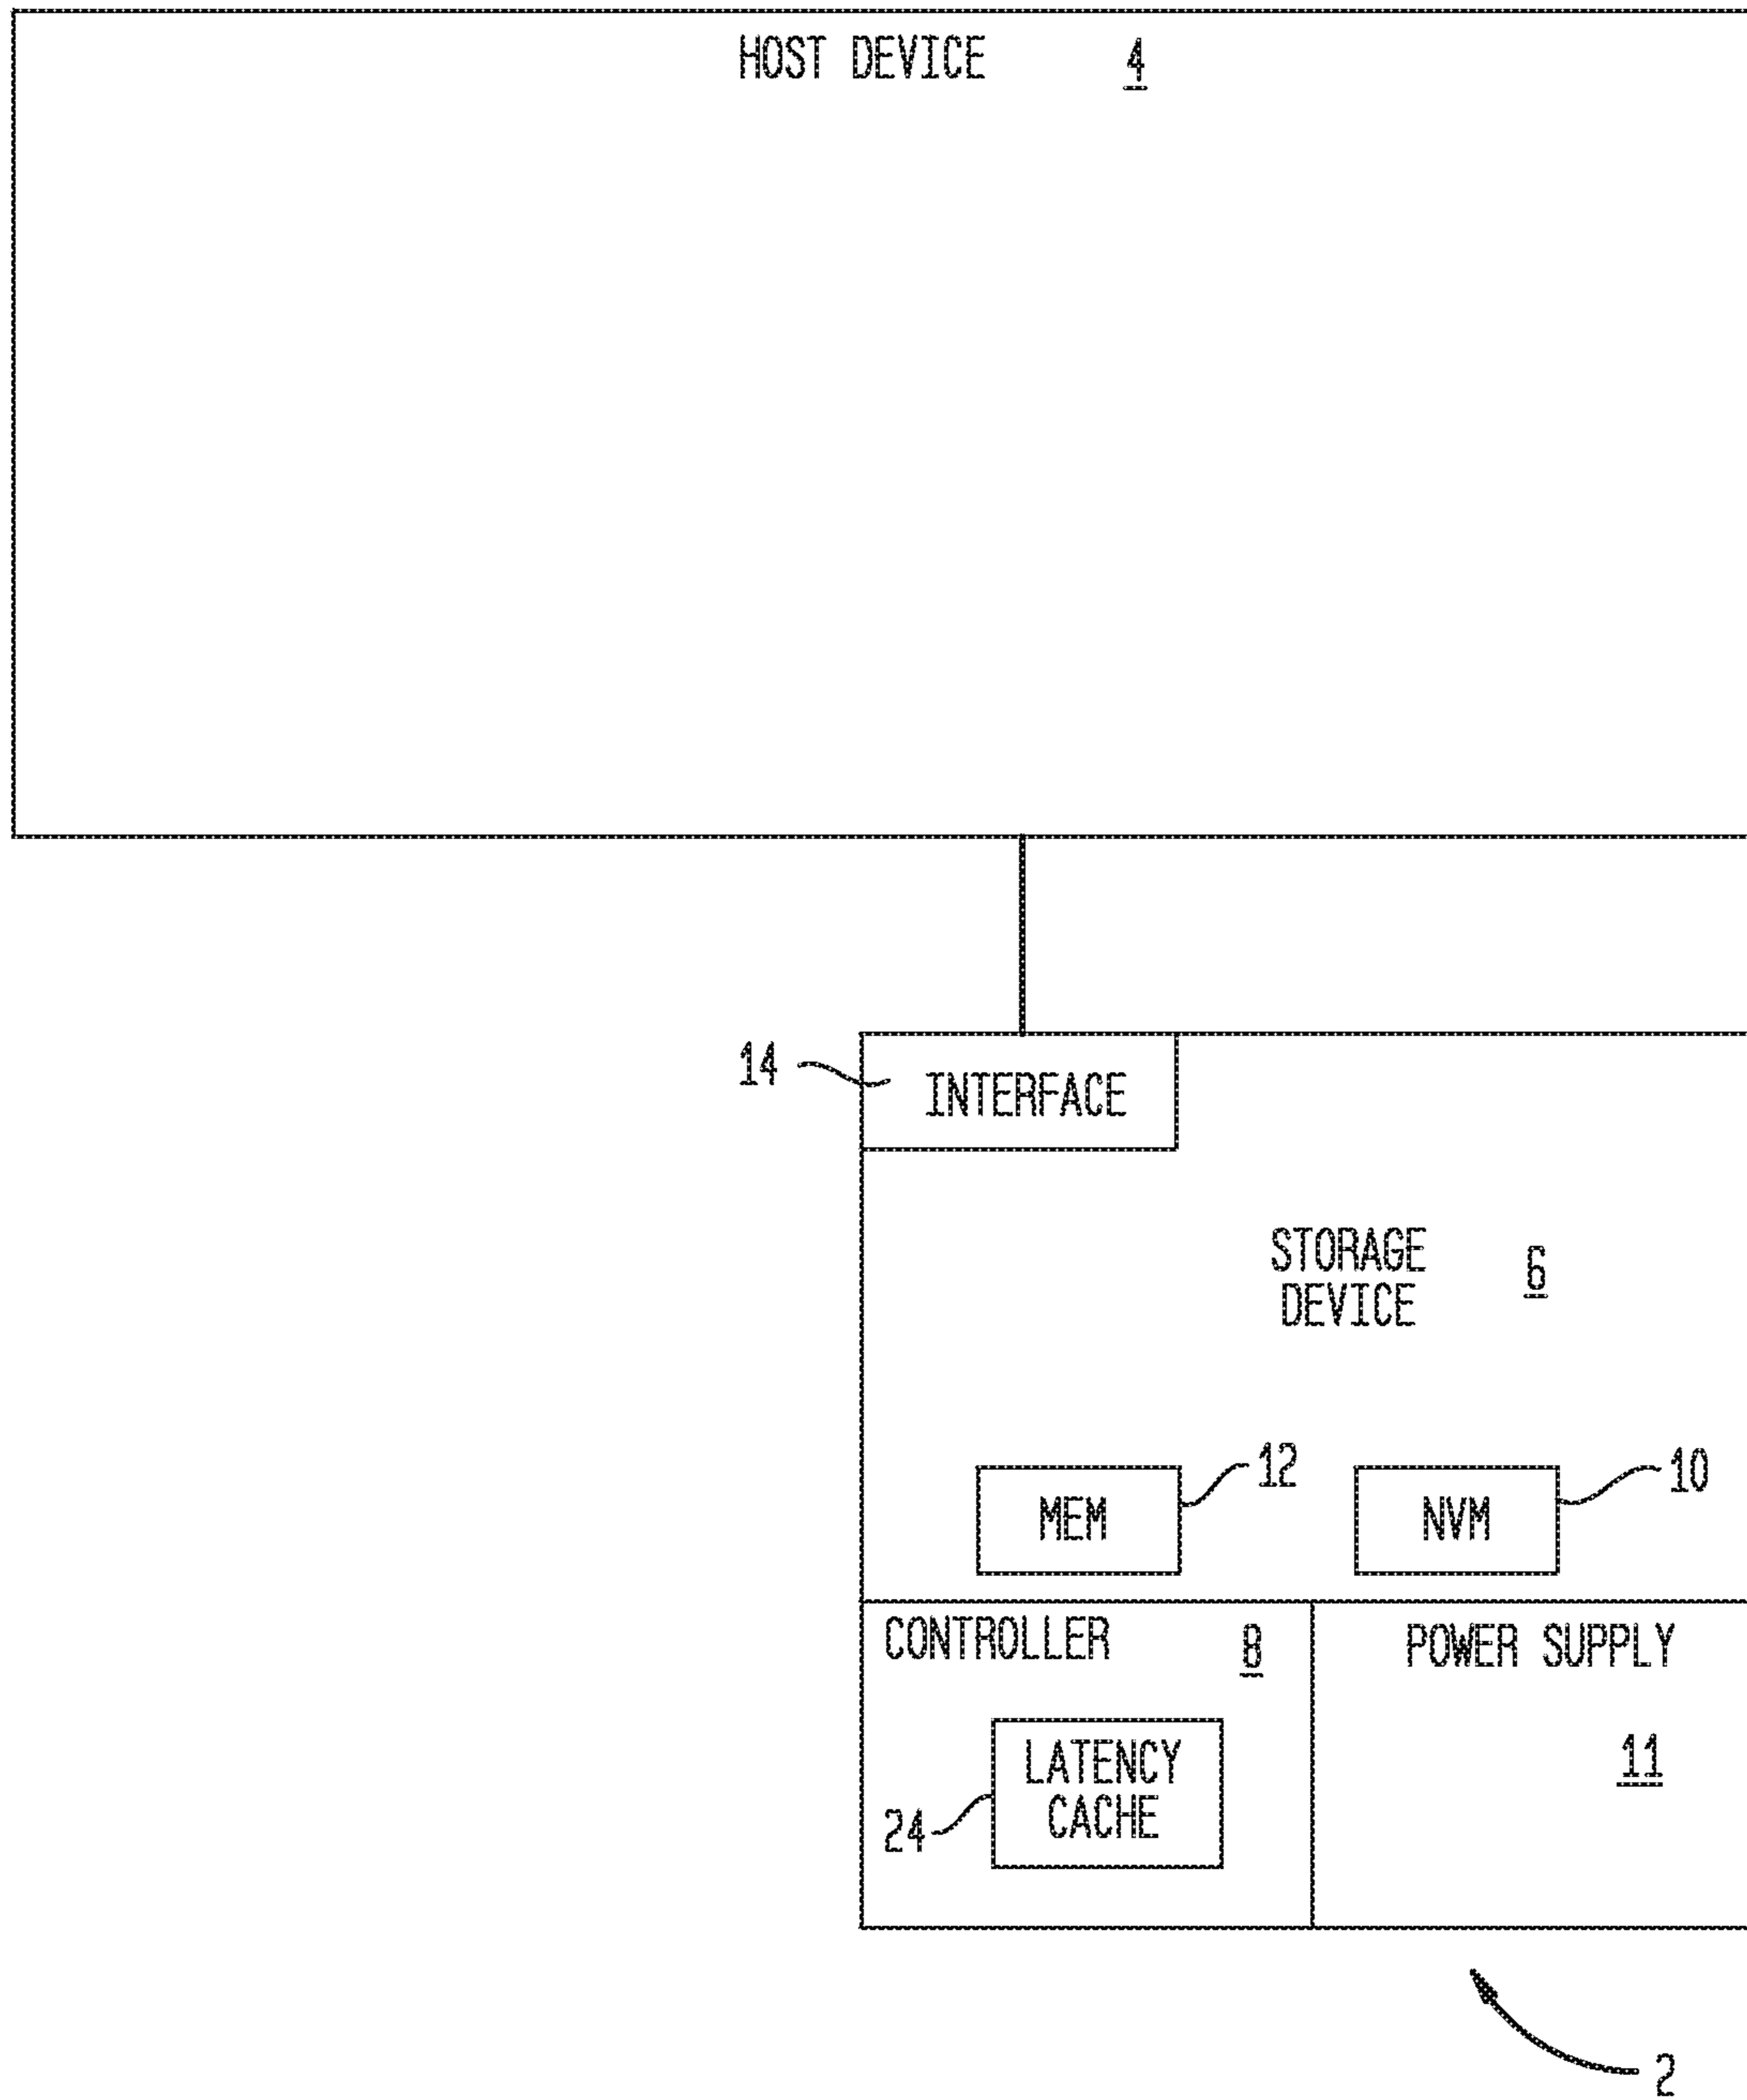 HOST DEVICE 4
14
INTERFACE
STORAGE
DEVICE
6
12
10
MEM
NVM
CONTROLLER
8
POWER SUPPLY
11
LATENCY
CACHE
24
2